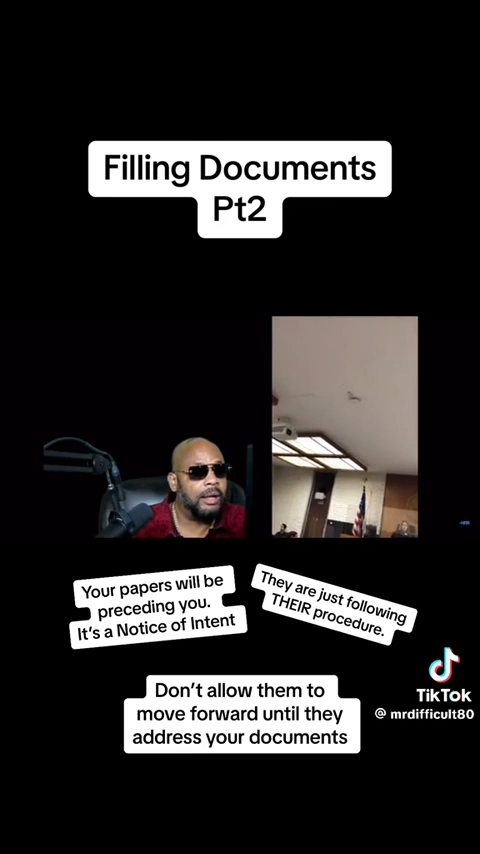 Filling Documents
Pt2
Your papers will be
preceding you.
It's a Notice of Intent
They are just following
THEIR procedure.
TikTok
@ mrdifficult80
Don't allow them to
move forward until they
address your documents